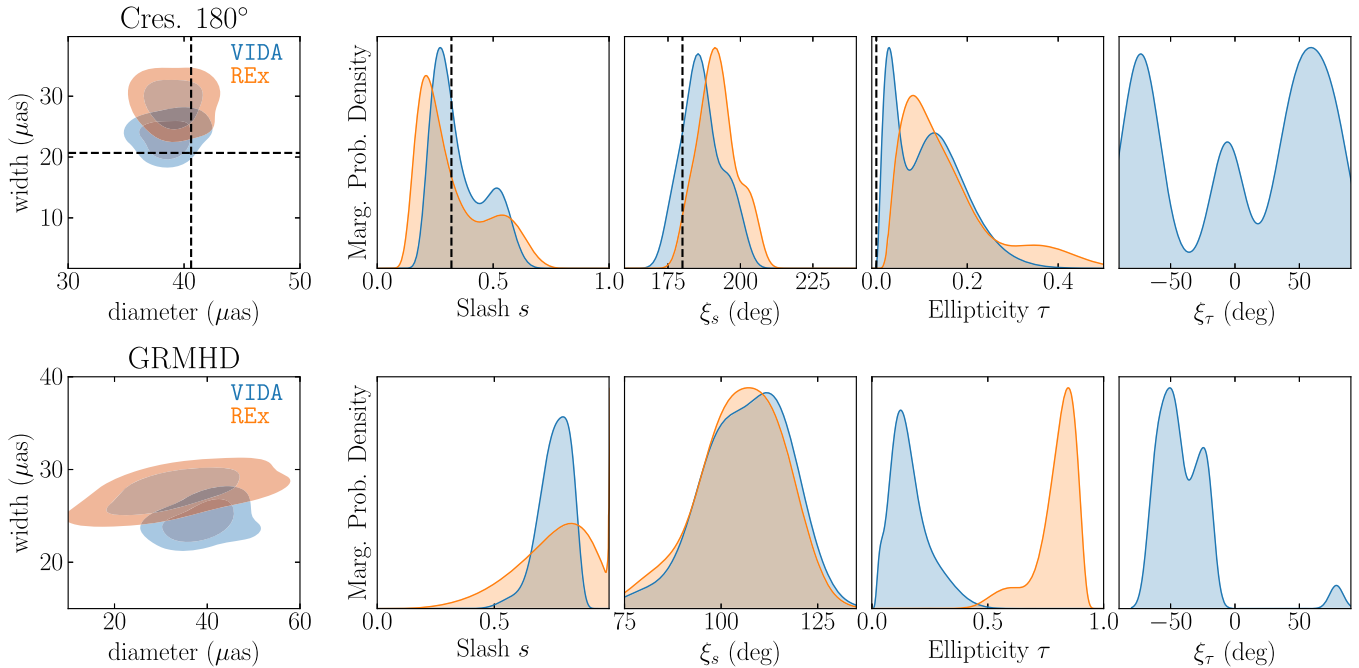 Cres. 180°
VIDA
REx
width (μas)
30
20
10
30
40
50
diameter (μas)
Marg. Prob. Density
0.0
0.5
1.0
Slash s
175
200
225
ξs (deg)
0.0
0.2
0.4
Ellipticity τ
−50
0
50
ξτ (deg)
GRMHD
VIDA
REx
width (μas)
40
30
20
20
40
60
diameter (μas)
Marg. Prob. Density
0.0
0.5
Slash s
75
100
125
ξs (deg)
0.0
0.5
1.0
Ellipticity τ
−50
0
50
ξτ (deg)